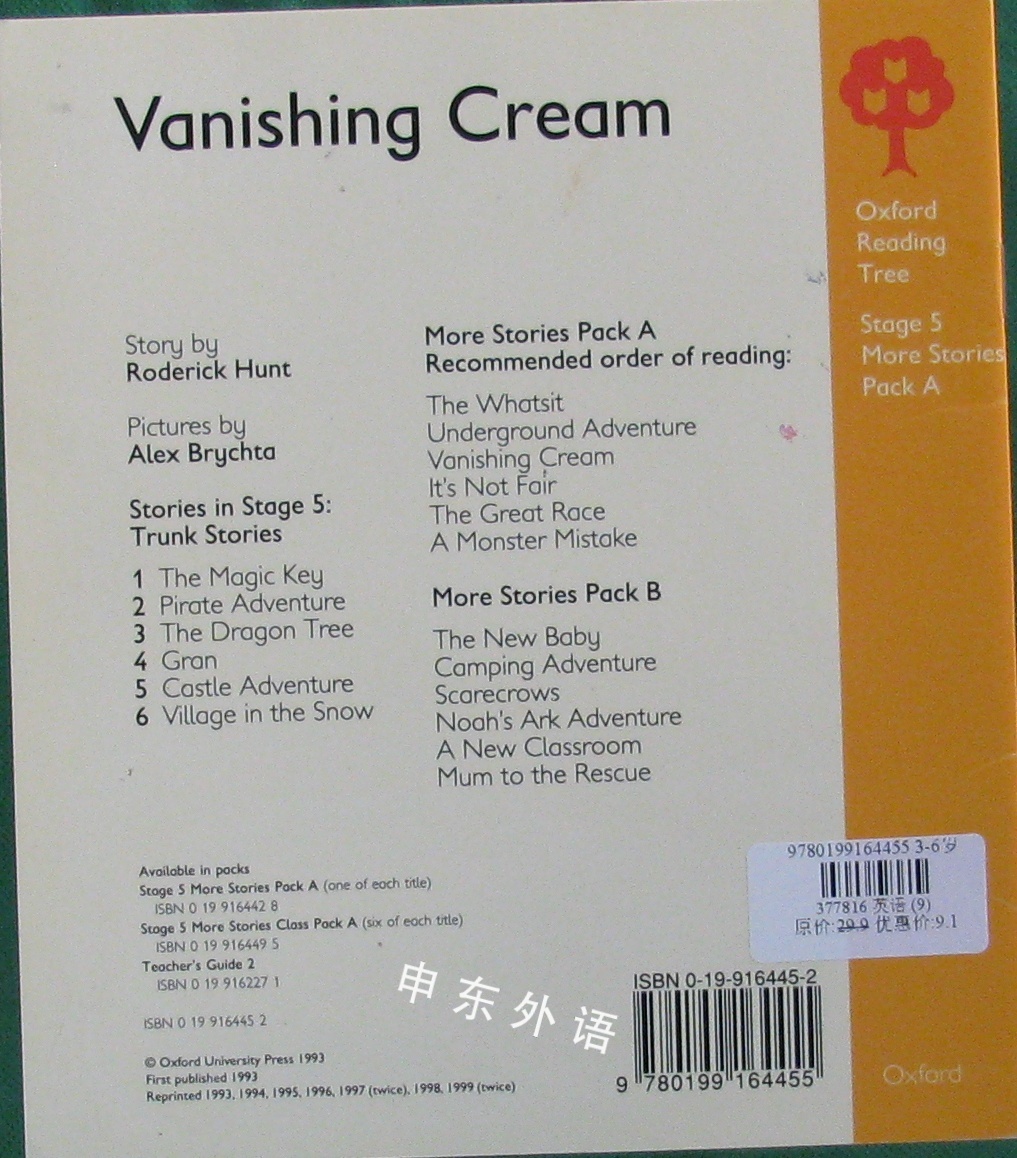 Vanishing Cream
Oxford
Reading
Tree
Stage 5
More Stories
Pack A
Story by
Roderick Hunt
Pictures by
Alex Brychta
Stories in Stage 5:
Trunk Stories
1 The Magic Key
2 Pirate Adventure
3 The Dragon Tree
4 Gran
5 Castle Adventure
6 Village in the Snow
More Stories Pack A
Recommended order of reading:
The Whatsit
Underground Adventure
Vanishing Cream
It's Not Fair
The Great Race
A Monster Mistake
More Stories Pack B
The New Baby
Camping Adventure
Scarecrows
Noah's Ark Adventure
A New Classroom
Mum to the Rescue
Available in packs
Stage 5 More Stories Pack A (one of each title)
ISBN 0 19 916442 8
Stage 5 More Stories Class Pack A (six of each title)
ISBN 0 19 916449 5
Teacher's Guide 2
ISBN 0 19 916227 1
ISBN 0 19 916445 2
© Oxford University Press 1993
First published 1993
Reprinted 1993, 1994, 1995, 1996, 1997 (twice), 1998, 1999 (twice)
申东外语
9780199164455 3-6岁
377816 英语 (9)
原价:29.9 优惠价:9.1
ISBN 0-19-916445-2
9 780199 164455
Oxford